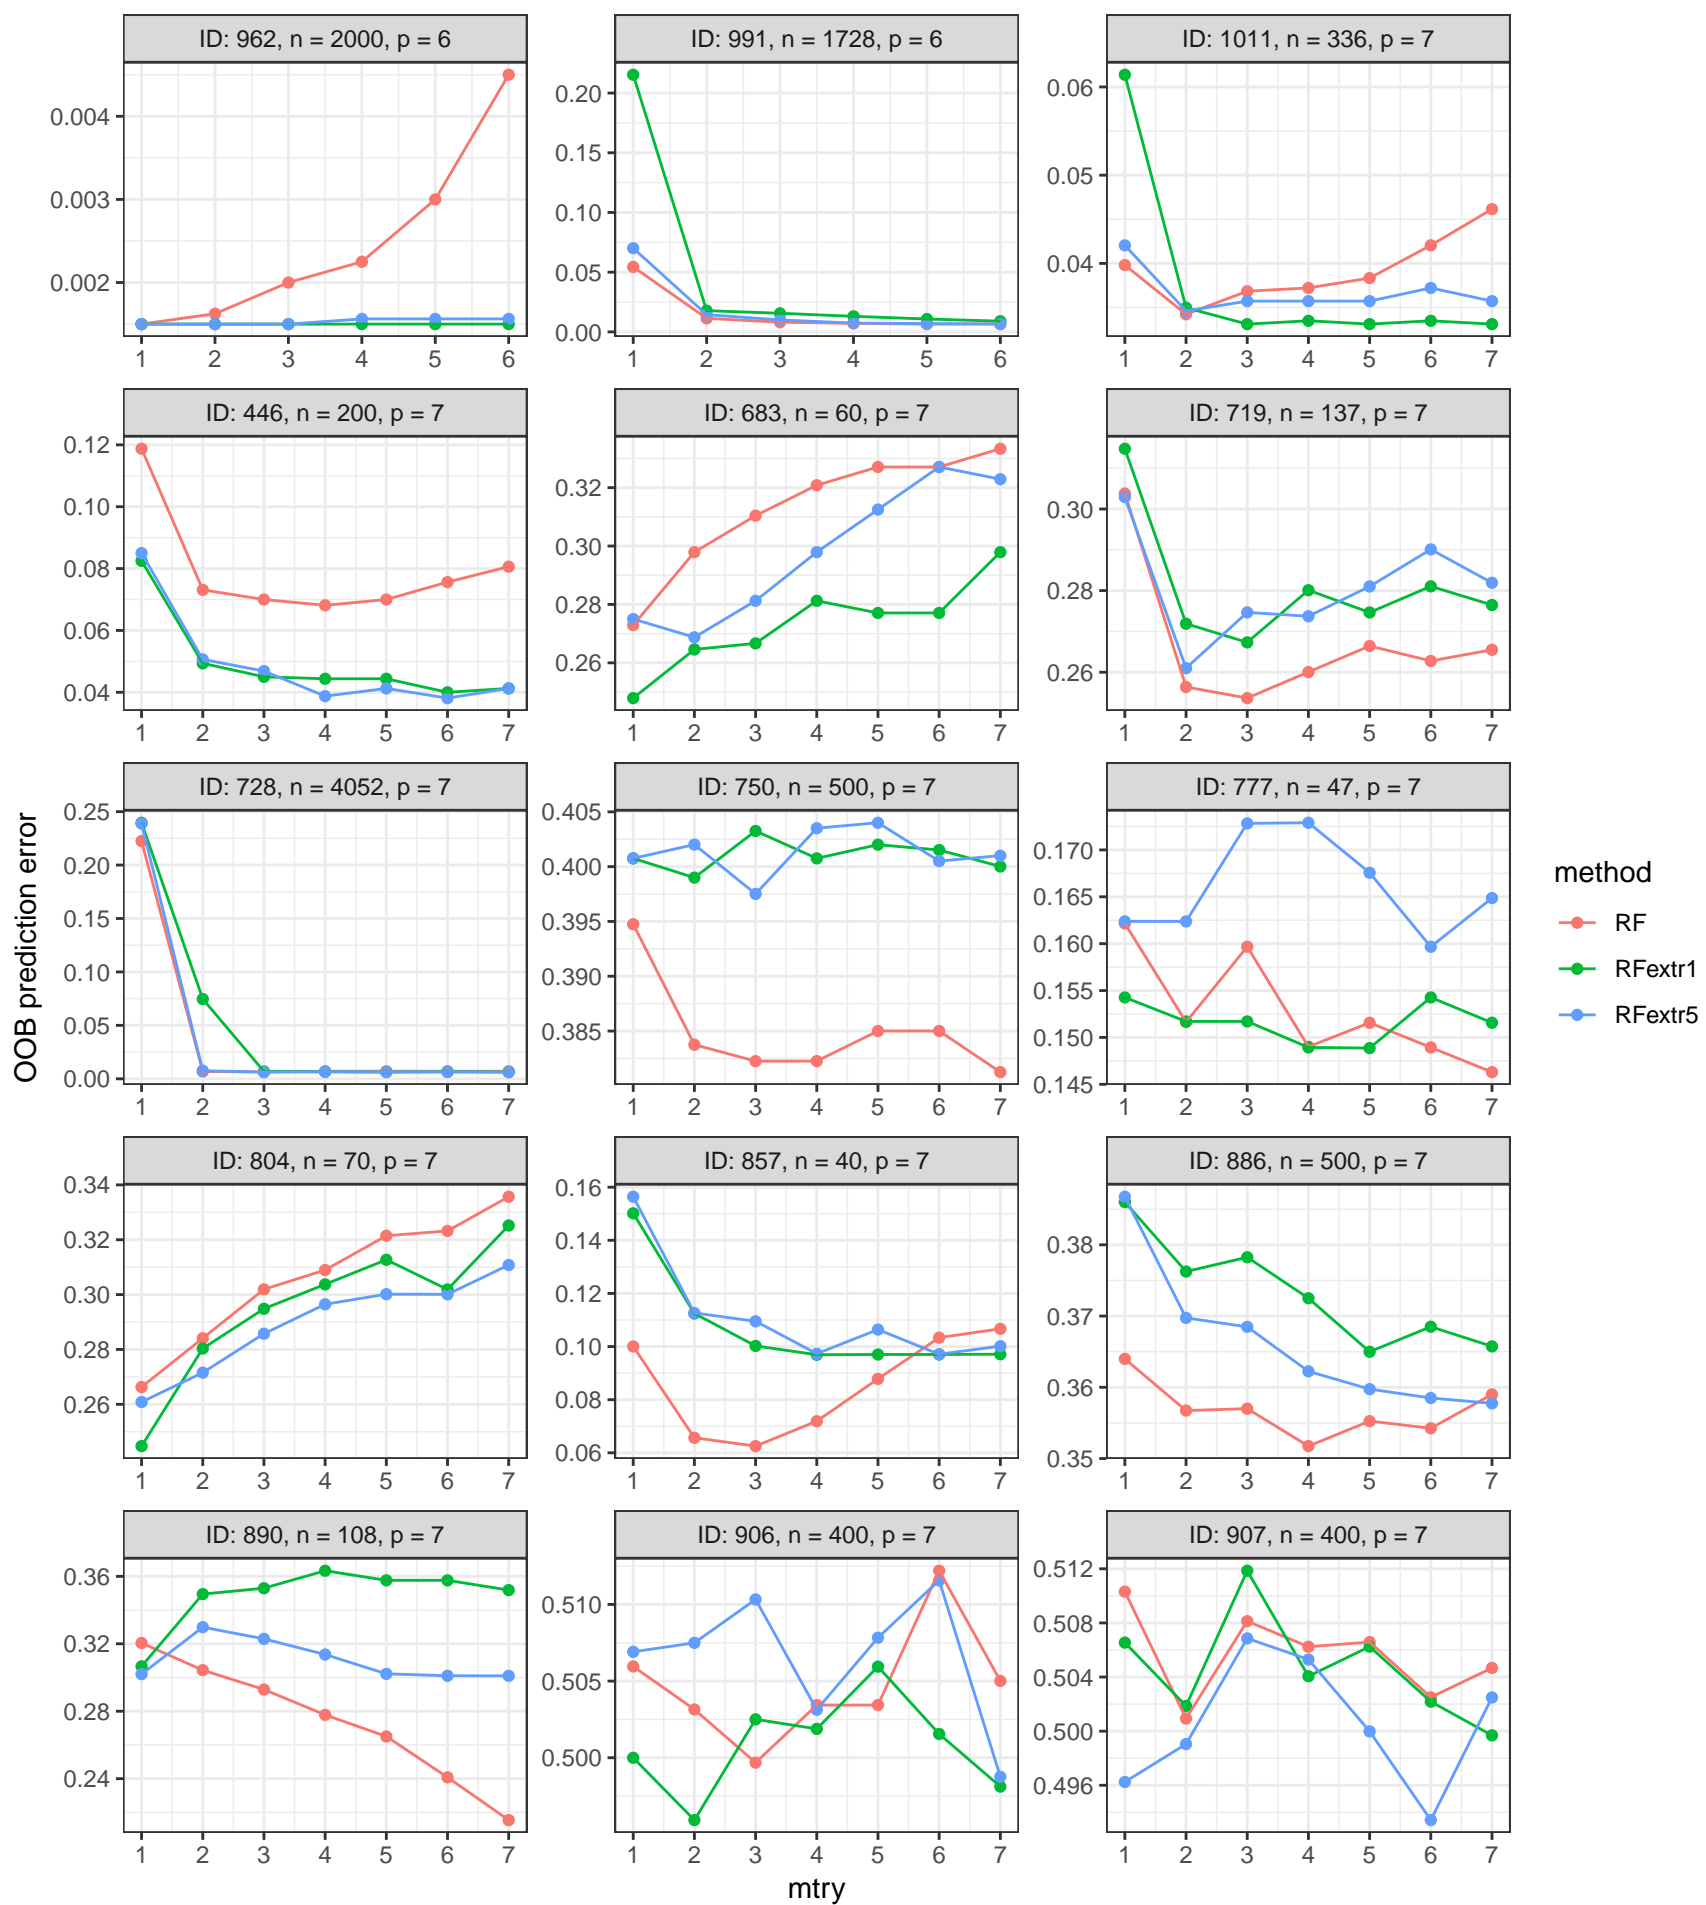 ID: 962, n = 2000, p = 6
ID: 991, n = 1728, p = 6
ID: 1011, n = 336, p = 7
0.004
0.003
0.002
1 2 3 4 5 6
0.20
0.15
0.10
0.05
0.00
1 2 3 4 5 6
0.06
0.05
0.04
1 2 3 4 5 6 7
ID: 446, n = 200, p = 7
ID: 683, n = 60, p = 7
ID: 719, n = 137, p = 7
0.12
0.10
0.08
0.06
0.04
1 2 3 4 5 6 7
0.32
0.30
0.28
0.26
1 2 3 4 5 6 7
0.30
0.28
0.26
1 2 3 4 5 6 7
ID: 728, n = 4052, p = 7
ID: 750, n = 500, p = 7
ID: 777, n = 47, p = 7
0.25
0.20
0.15
0.10
0.05
0.00
1 2 3 4 5 6 7
0.405
0.400
0.395
0.390
0.385
1 2 3 4 5 6 7
0.170
0.165
0.160
0.155
0.150
0.145
1 2 3 4 5 6 7
ID: 804, n = 70, p = 7
ID: 857, n = 40, p = 7
ID: 886, n = 500, p = 7
0.34
0.32
0.30
0.28
0.26
1 2 3 4 5 6 7
0.16
0.14
0.12
0.10
0.08
0.06
1 2 3 4 5 6 7
0.38
0.37
0.36
0.35
1 2 3 4 5 6 7
ID: 890, n = 108, p = 7
ID: 906, n = 400, p = 7
ID: 907, n = 400, p = 7
0.36
0.32
0.28
0.24
1 2 3 4 5 6 7
0.510
0.505
0.500
1 2 3 4 5 6 7
0.512
0.508
0.504
0.500
0.496
1 2 3 4 5 6 7
OOB prediction error
mtry
method
RF
RFextr1
RFextr5